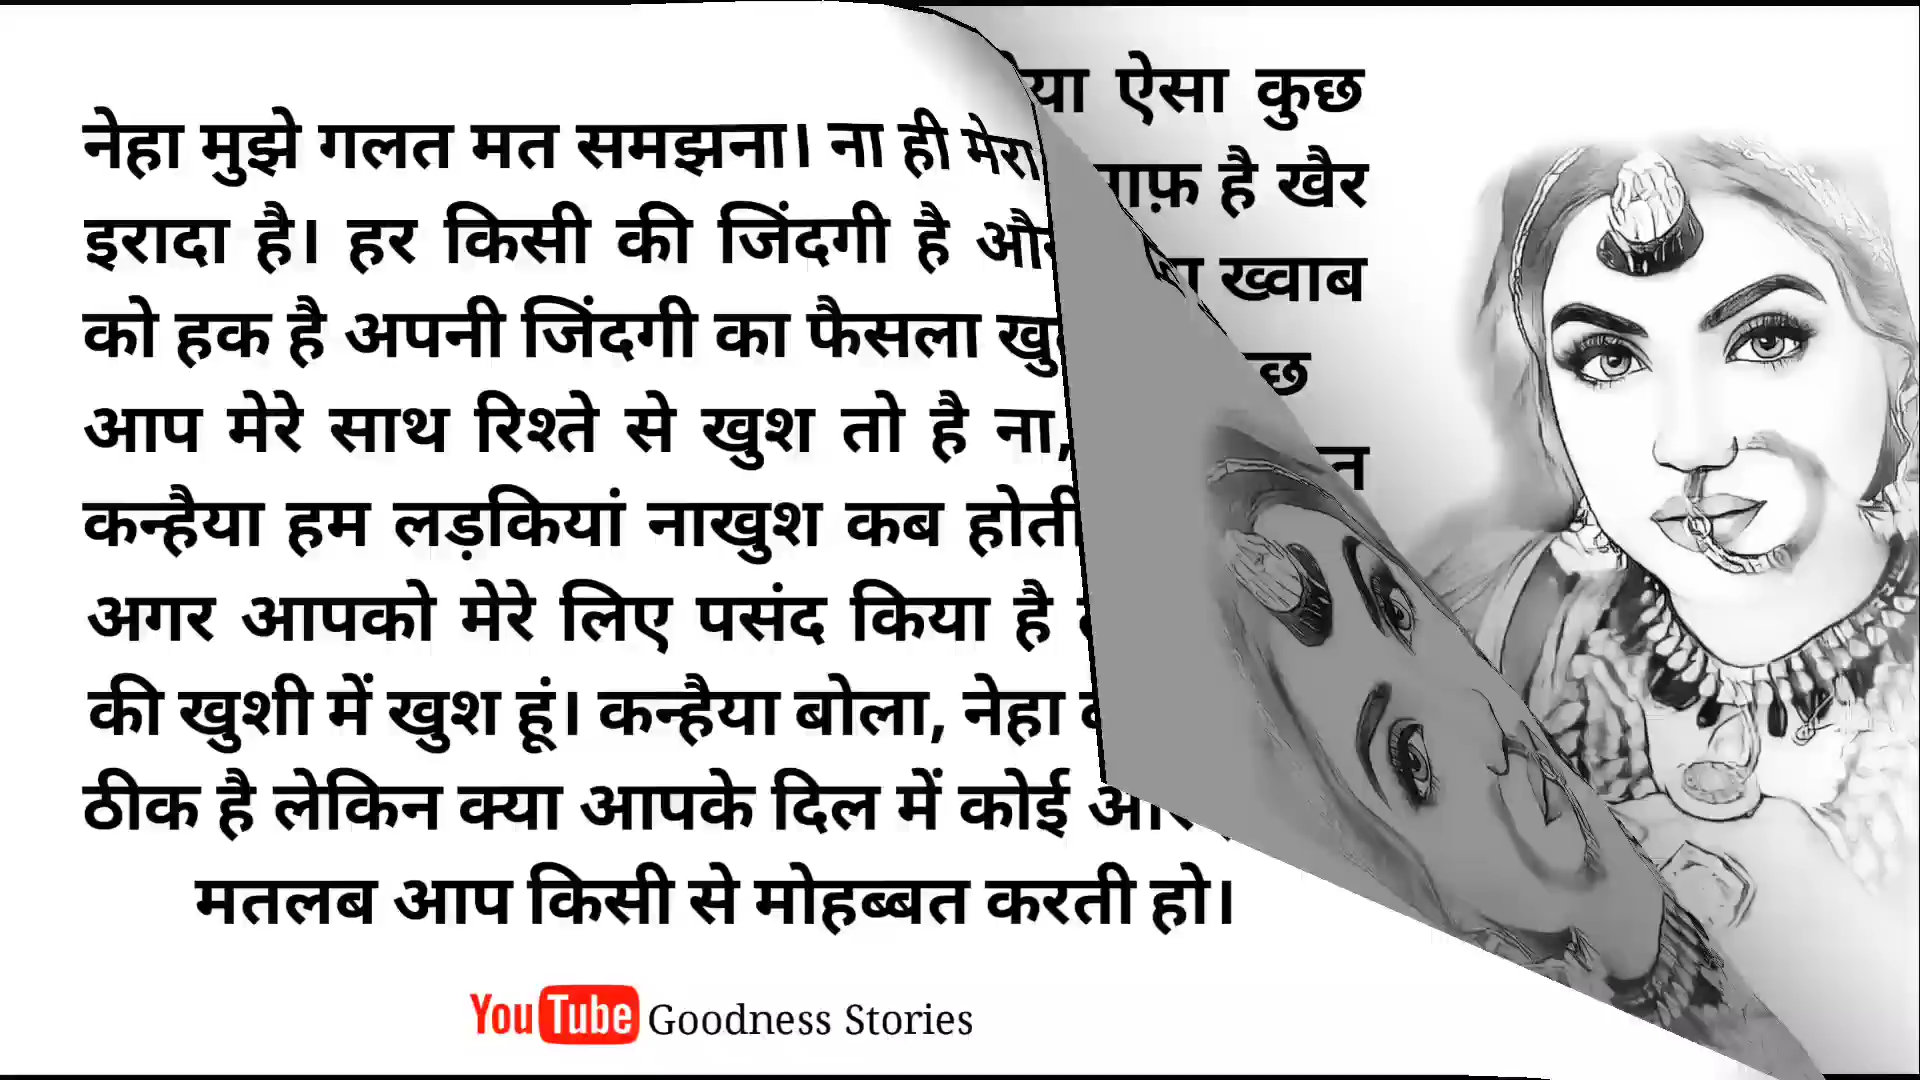 नेहा मुझे गलत मत समझना। ना ही मेरा
इरादा है। हर किसी की जिंदगी है
को हक है अपनी जिंदगी का फैसला
आप मेरे साथ रिश्ते से खुश तो है ना,
कन्हैया हम लड़कियां नाखुश कब होती
अगर आपको मेरे लिए पसंद किया है
की खुशी में खुश हूं। कन्हैया बोला, नेहा
ठीक है लेकिन क्या आपके दिल में कोई
मतलब आप किसी से मोहब्बत करती हो।
ऐसा कुछ
है खैर
ख्वाब
YouTube Goodness Stories